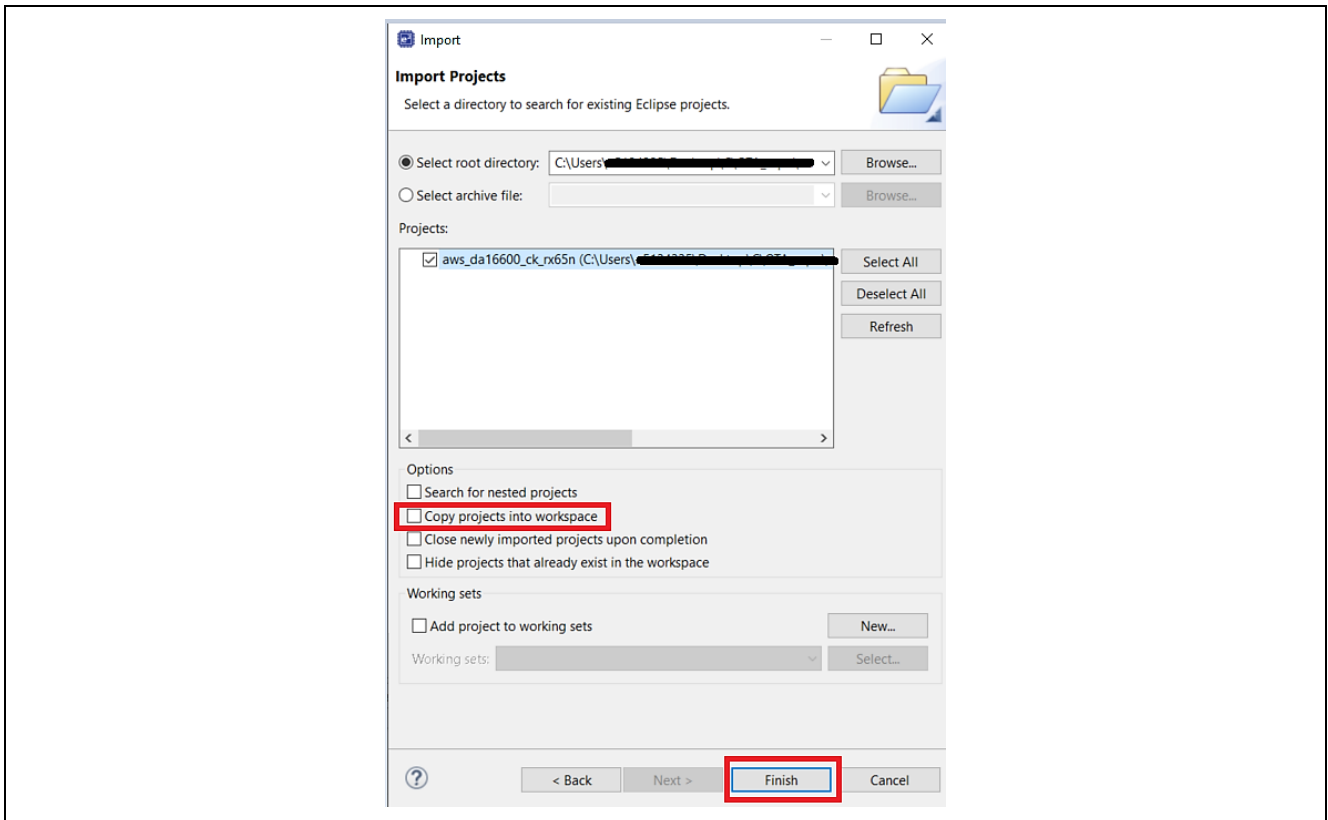 Import
Import Projects
Select a directory to search for existing Eclipse projects.
Select root directory: C:\Users\ Browse...
Select archive file: Browse...
Projects:
aws_da16600_ck_rx65n (C:\Users\
Select All
Deselect All
Refresh
Options
Search for nested projects
Copy projects into workspace
Close newly imported projects upon completion
Hide projects that already exist in the workspace
Working sets
Add project to working sets New...
Working sets: Select...
? < Back Next > Finish Cancel